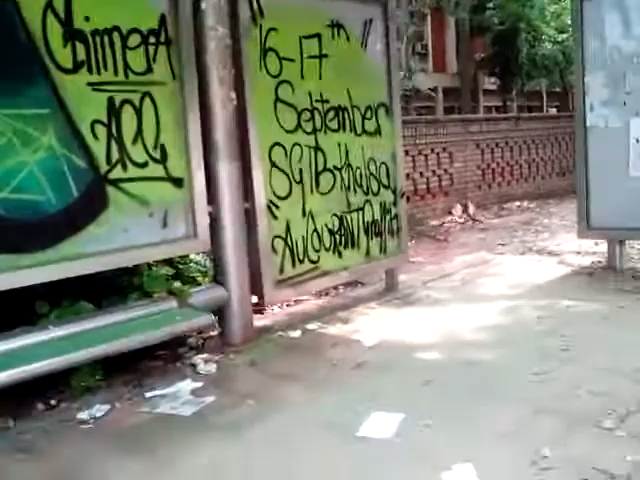 ChimerA
ACG
16-17th
September
SGTB Khalsa,